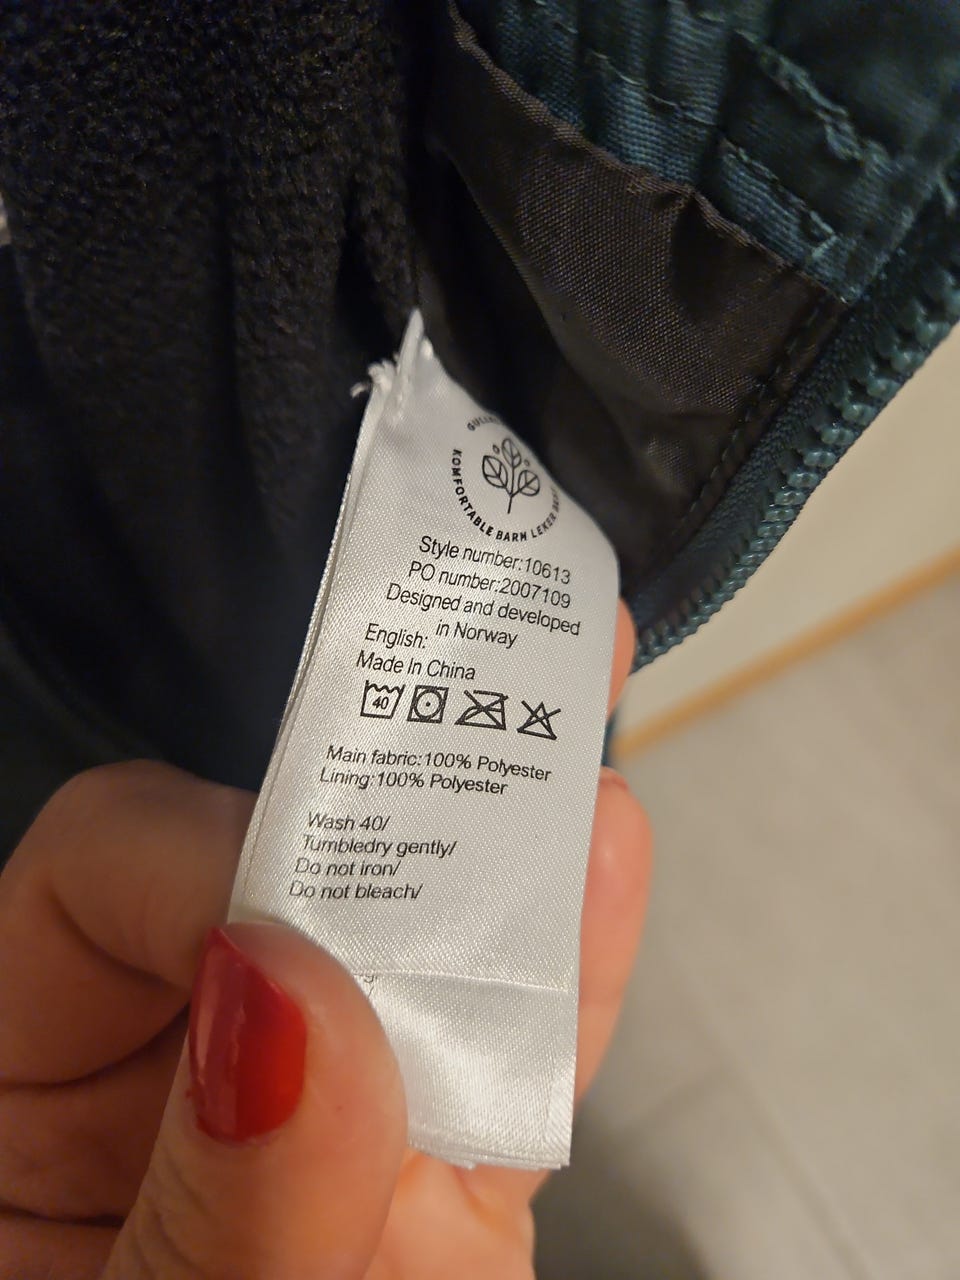 KOMFORTABLE BARN LEKER
Style number:10613
PO number:2007109
Designed and developed
in Norway
English:
Made In China
40
Main fabric:100% Polyester
Lining:100% Polyester
Wash 40/
Tumbledry gently/
Do not iron/
Do not bleach/